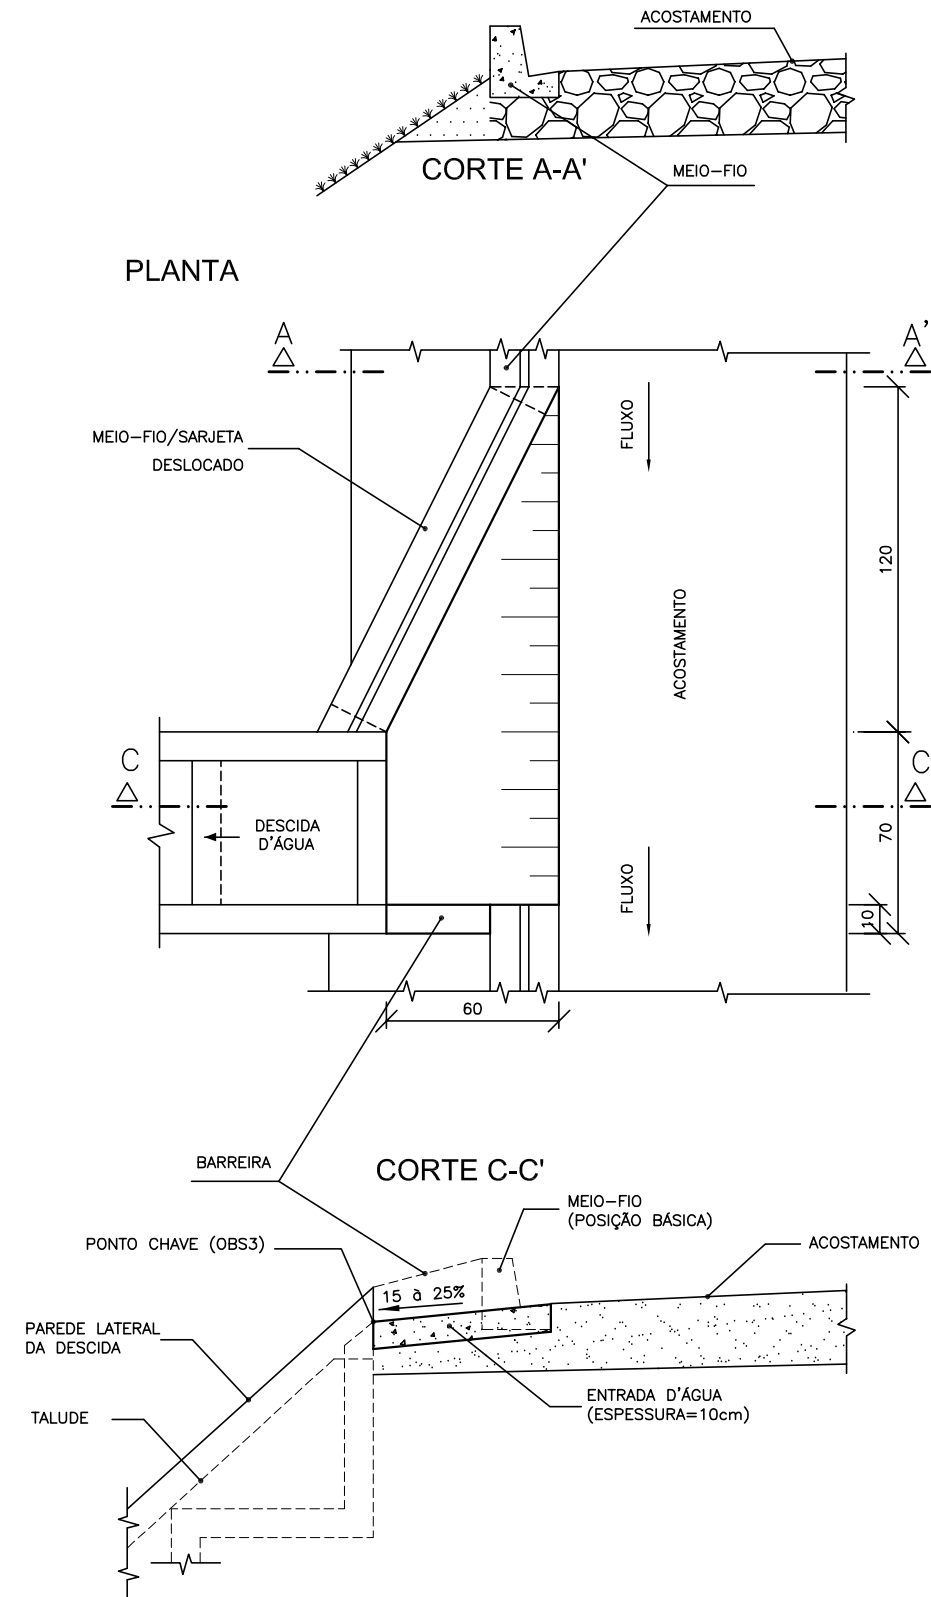 ACOSTAMENTO
CORTE A-A'
MEIO-FIO
PLANTA
A
A'
MEIO-FIO/SARJETA
DESLOCADO
FLUXO
120
ACOSTAMENTO
C
C
DESCIDA
D'ÁGUA
70
FLUXO
10
60
BARREIRA
CORTE C-C'
MEIO-FIO
(POSIÇÃO BÁSICA)
PONTO CHAVE (OBS3)
ACOSTAMENTO
15 à 25%
PAREDE LATERAL
DA DESCIDA
ENTRADA D'ÁGUA
(ESPESSURA=10cm)
TALUDE